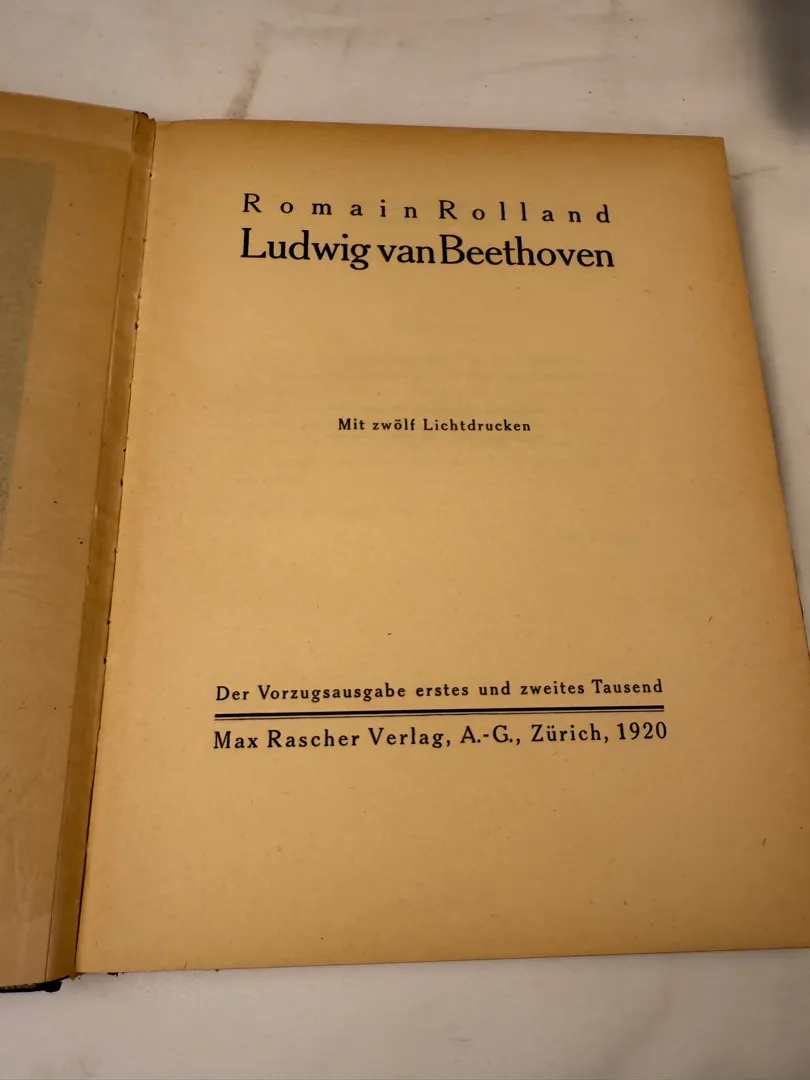 Romain Rolland
Ludwig van Beethoven
Mit zwölf Lichtdrucken
Der Vorzugsausgabe erstes und zweites Tausend
Max Rascher Verlag, A.-G., Zürich, 1920